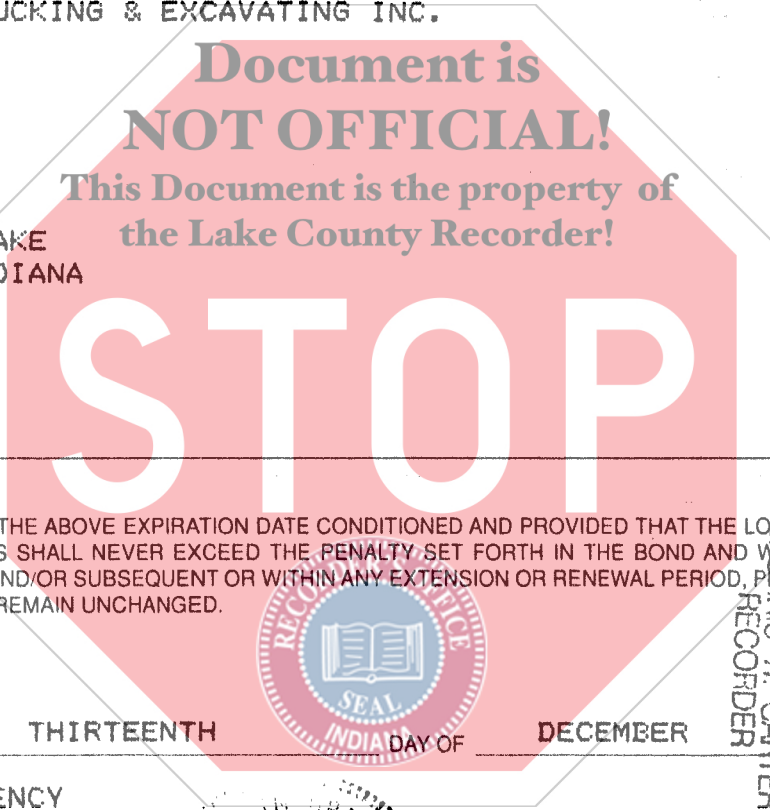 UCKING & EXCAVATING INC.
Document is
NOT OFFICIAL!
This Document is the property of
the Lake County Recorder!
AKE
DIANA
STOP
THE ABOVE EXPIRATION DATE CONDITIONED AND PROVIDED THAT THE LO
S SHALL NEVER EXCEED THE PENALTY SET FORTH IN THE BOND AND W
ND/OR SUBSEQUENT OR WITHIN ANY EXTENSION OR RENEWAL PERIOD, P
REMAIN UNCHANGED.
RECORDER'S OFFICE
SEAL
INDIANA
RECORDER
THIRTEENTH DAY OF DECEMBER
ENCY